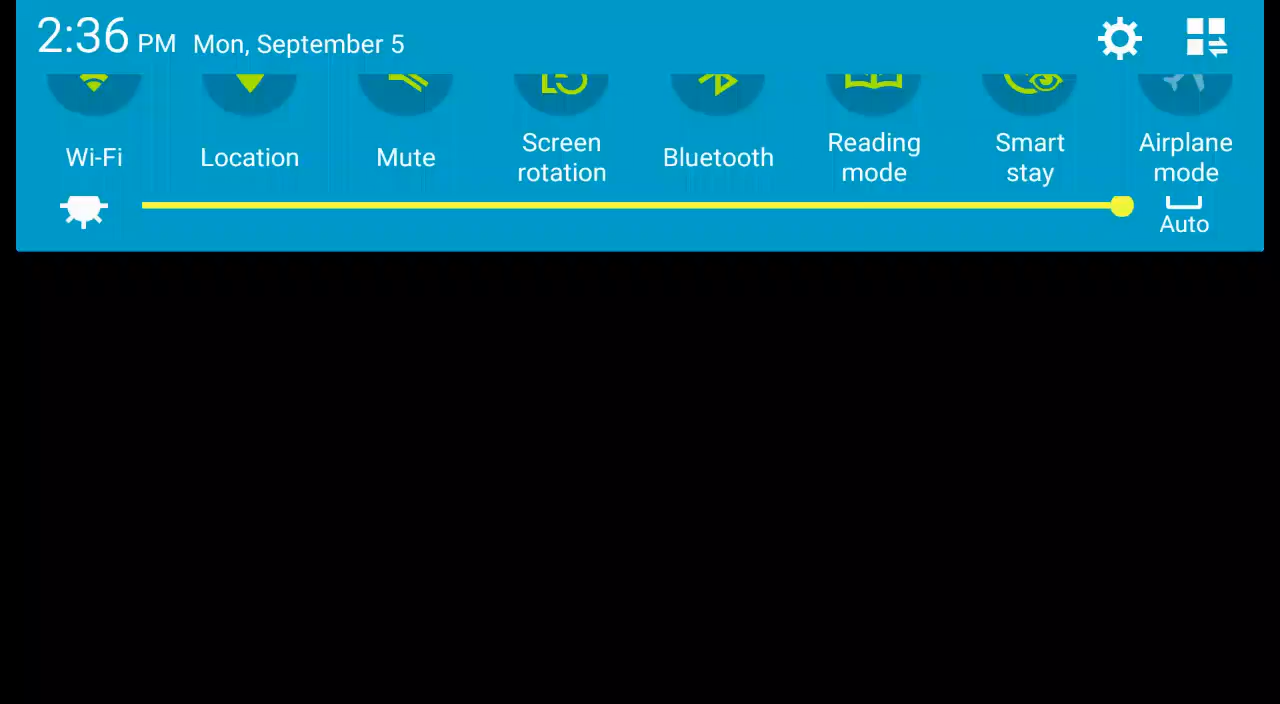 2:36 PM Mon, September 5
Wi-Fi
Location
Mute
Screen
rotation
Bluetooth
Reading
mode
Smart
stay
Airplane
mode
Auto